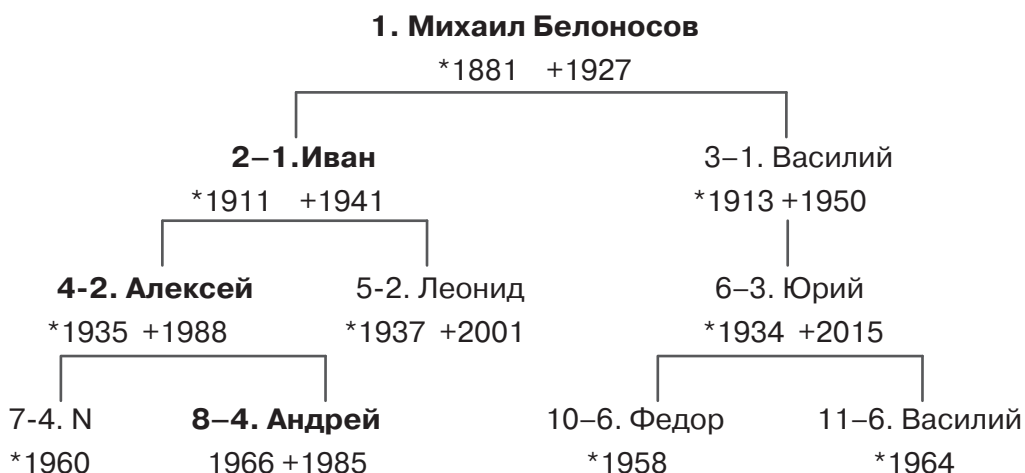 1. Михаил Белоносов
*1881 +1927
2–1.Иван 3–1. Василий
*1911 +1941 *1913 +1950
4-2. Алексей 5-2. Леонид 6–3. Юрий
*1935 +1988 *1937 +2001 *1934 +2015
7-4. N 8–4. Андрей 10–6. Федор 11–6. Василий
*1960 1966 +1985 *1958 *1964